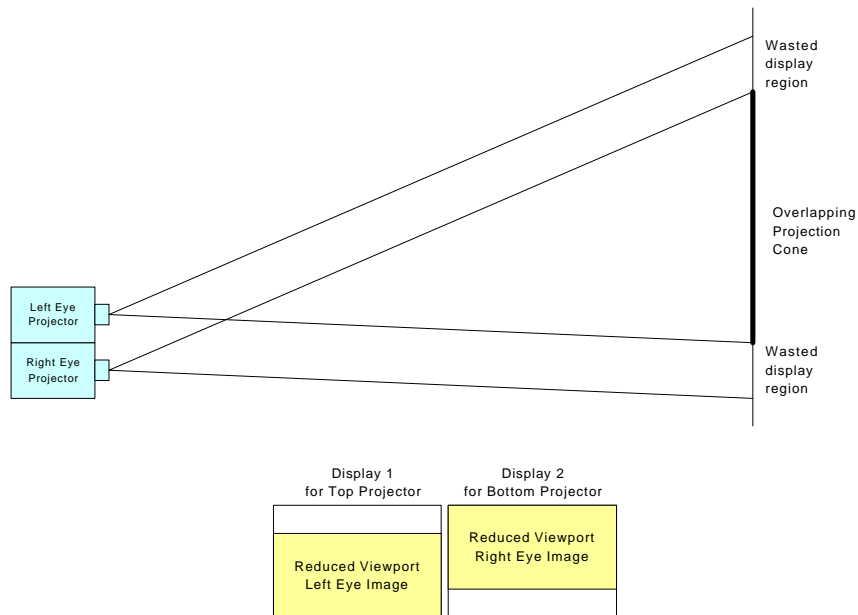 Wasted
display
region
Overlapping
Projection
Cone
Left Eye
Projector
Right Eye
Projector
Wasted
display
region
Display 1
for Top Projector
Display 2
for Bottom Projector
Reduced Viewport
Left Eye Image
Reduced Viewport
Right Eye Image